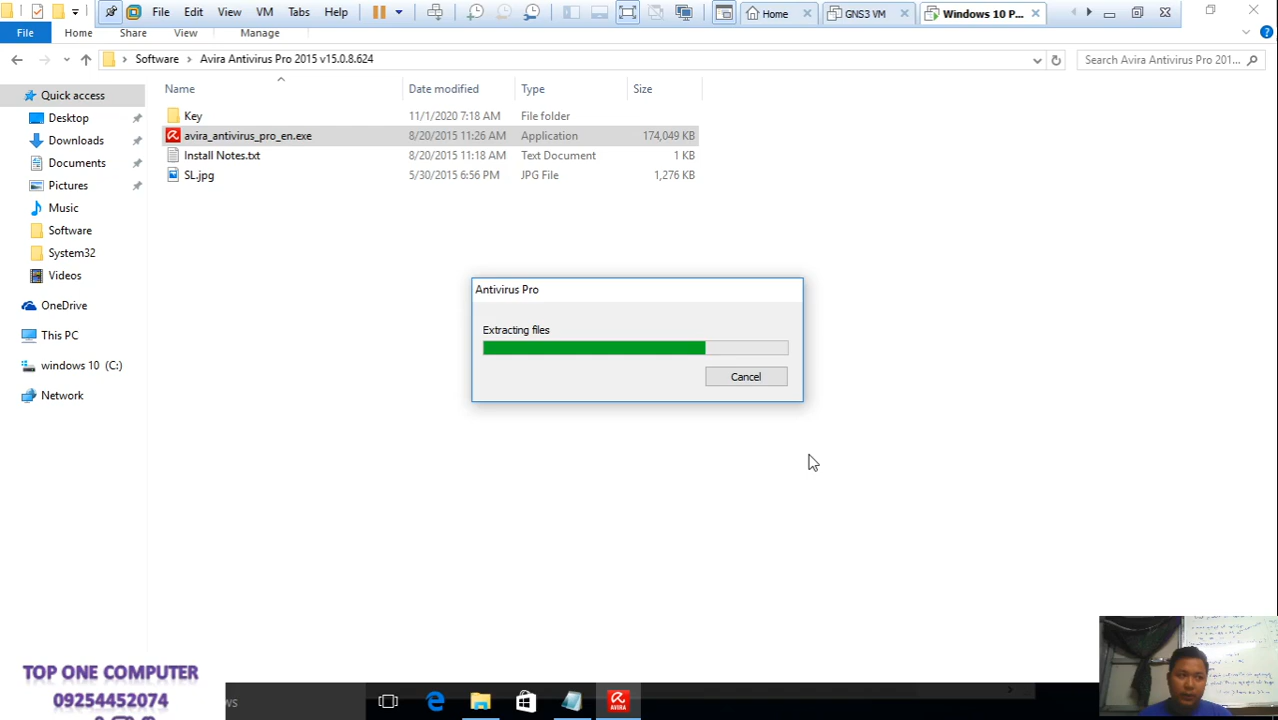 File Edit View VM Tabs Help Home × GNS3 VM × Windows 10 P... ×
File Home Share View Manage
Software > Avira Antivirus Pro 2015 v15.0.8.624 Search Avira Antivirus Pro 201...
Name Date modified Type Size
Key 11/1/2020 7:18 AM File folder
avira_antivirus_pro_en.exe 8/20/2015 11:26 AM Application 174,049 KB
Install Notes.txt 8/20/2015 11:18 AM Text Document 1 KB
SL.jpg 5/30/2015 6:56 PM JPG File 1,276 KB
Quick access
Desktop
Downloads
Documents
Pictures
Music
Software
System32
Videos
OneDrive
This PC
windows 10 (C:)
Network
Antivirus Pro
Extracting files
Cancel
TOP ONE COMPUTER
09254452074
ws
AVIRA